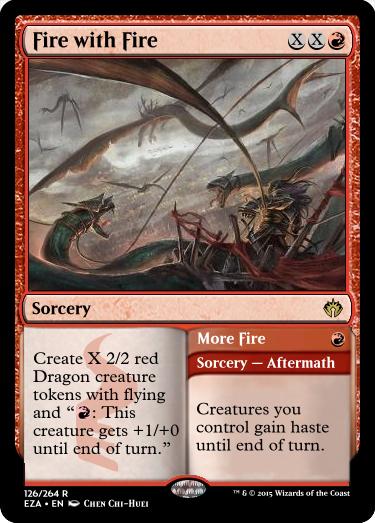 Fire with Fire XXR
Sorcery
Create X 2/2 red
Dragon creature
tokens with flying
and “R: This
creature gets +1/+0
until end of turn.”
More Fire R
Sorcery — Aftermath
Creatures you
control gain haste
until end of turn.
126/264 R
EZA • EN Chen Chi-Huei
™ & © 2015 Wizards of the Coast